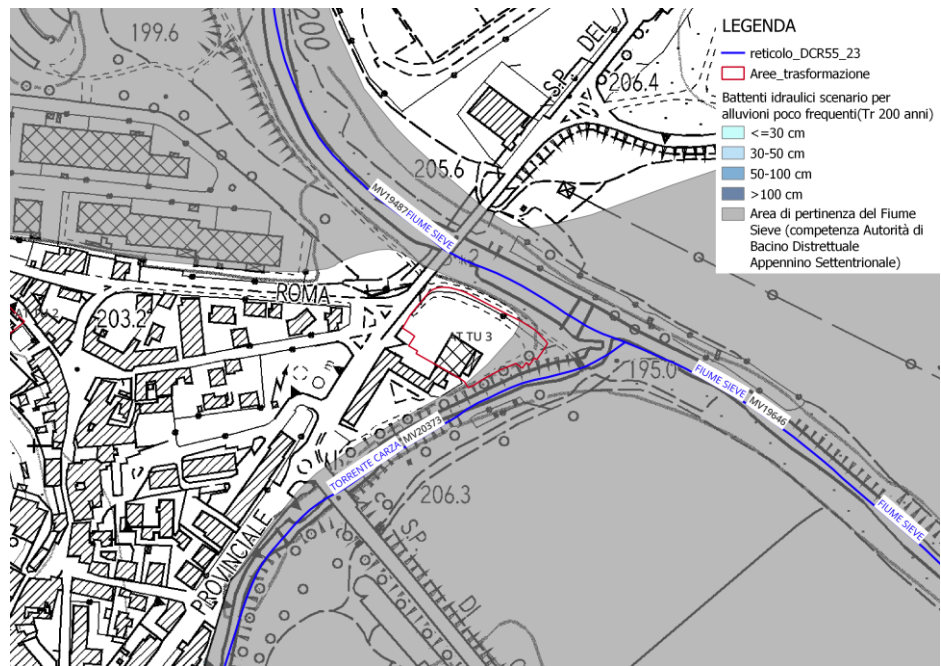 199.6
200
S.P. DEL
206.4
205.6
MV19487
FIUME SIEVE
ROMA
203.2
AT TU 3
195.0
FIUME SIEVE
MV19646
FIUME SIEVE
TORRENTE CARZA
MV20373
206.3
PROVINCIALE
S.P.
DI
LEGENDA
reticolo_DCR55_23
Aree_trasformazione
Battenti idraulici scenario per
alluvioni poco frequenti(Tr 200 anni)
<=30 cm
30-50 cm
50-100 cm
>100 cm
Area di pertinenza del Fiume
Sieve (competenza Autorità di
Bacino Distrettuale
Appennino Settentrionale)